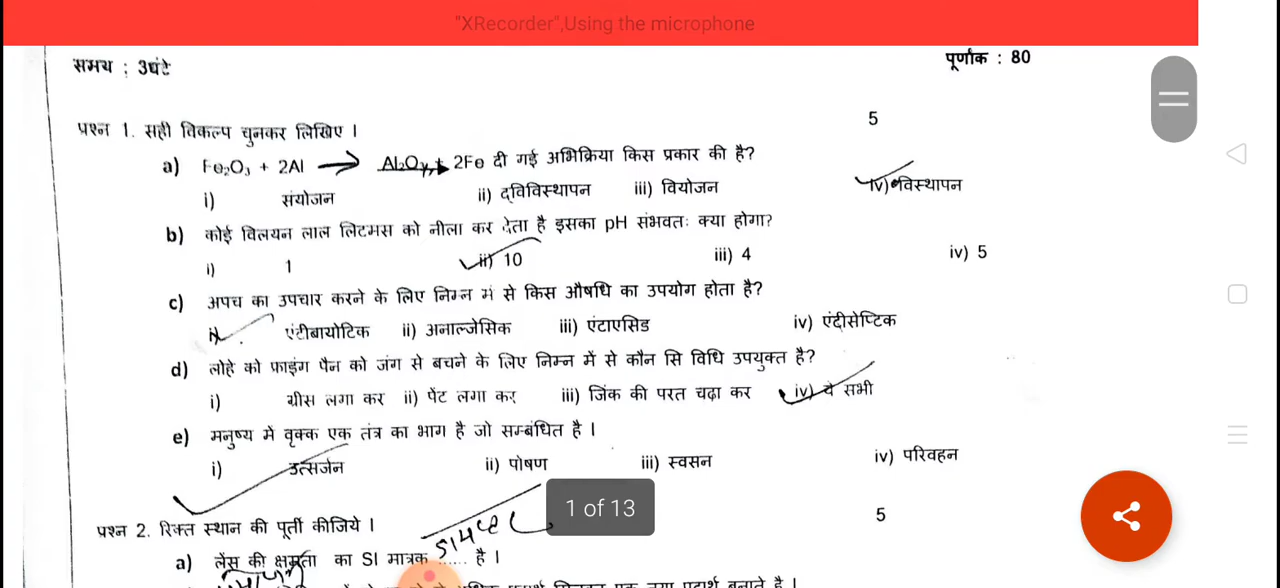 "XRecorder",Using the microphone
समय : 3घंटे पूर्णांक : 80
प्रश्न 1. सही विकल्प चुनकर लिखिए । 5
a) Fe₂O₃ + 2Al → Al₂O 2Fe दी गई अभिक्रिया किस प्रकार की है?
i) संयोजन ii) द्विविस्थापन iii) वियोजन iv) विस्थापन
b) कोई विलयन लाल लिटमस को नीला कर देता है इसका pH संभवतः क्या होगा?
i) 1 ii) 10 iii) 4 iv) 5
c) अपच का उपचार करने के लिए निम्न में से किस औषधि का उपयोग होता है?
i) एंटीबायोटिक ii) अनाल्जेसिक iii) एंटाएसिड iv) एंटीसेप्टिक
d) लोहे को फ्राइंग पैन को जंग से बचने के लिए निम्न में से कौन सि विधि उपयुक्त है?
i) ग्रीस लगा कर ii) पेंट लगा कर iii) जिंक की परत चढ़ा कर iv) ये सभी
e) मनुष्य में वृक्क एक तंत्र का भाग है जो सम्बंधित है ।
i) उत्सर्जन ii) पोषण iii) स्वसन iv) परिवहन
1 of 13
प्रश्न 2. रिक्त स्थान की पूर्ती कीजिये । 5
a) लेंस की क्षमता का SI मात्रक ...... है ।